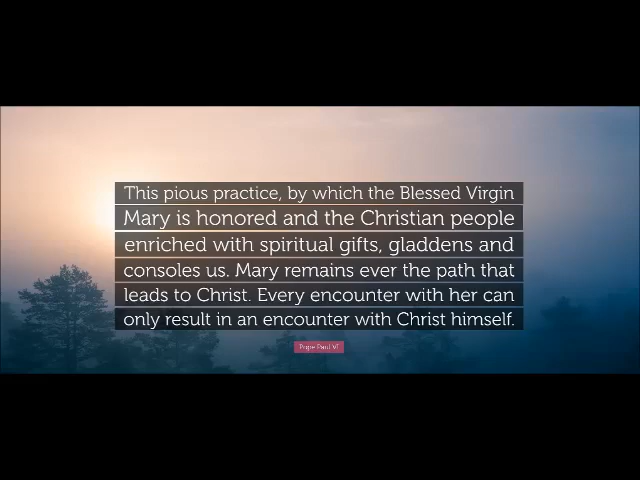 This pious practice, by which the Blessed Virgin
Mary is honored and the Christian people
enriched with spiritual gifts, gladdens and
consoles us. Mary remains ever the path that
leads to Christ. Every encounter with her can
only result in an encounter with Christ himself.
Pope Paul VI